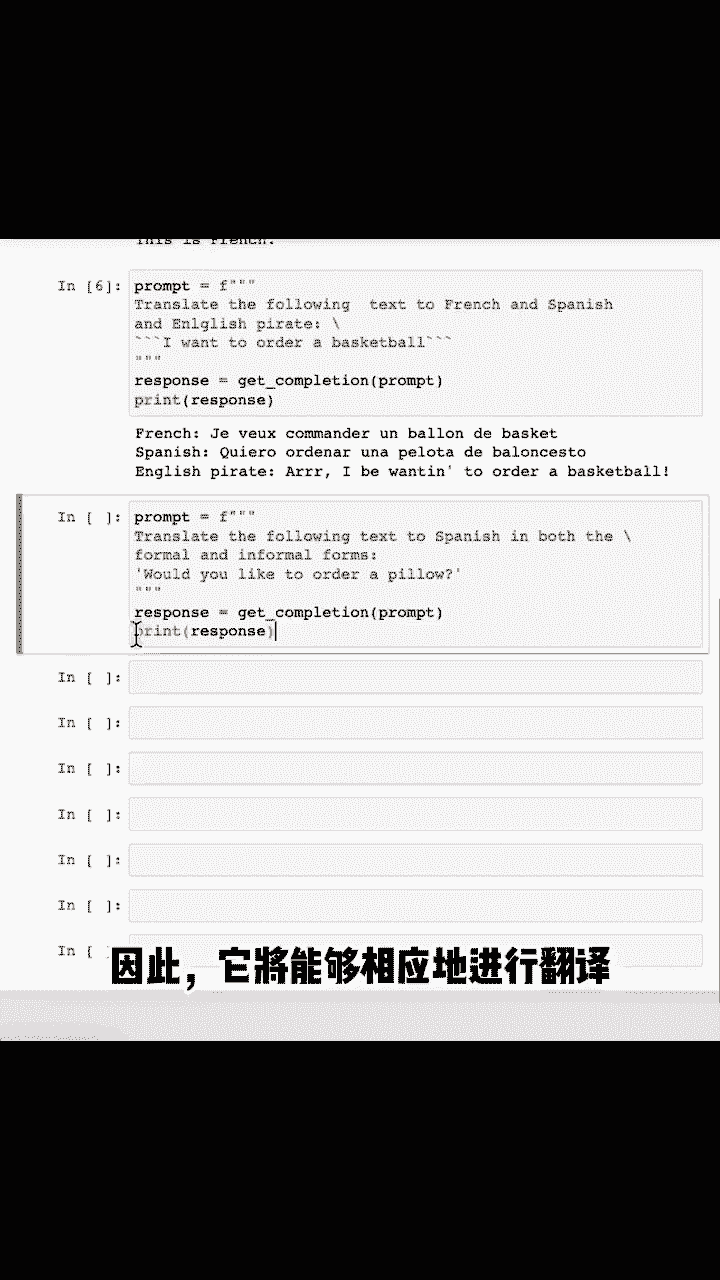 This is French.
In [6]: prompt = f"""
Translate the following  text to French and Spanish
and Enlglish pirate: \
```I want to order a basketball```
"""
response = get_completion(prompt)
print(response)
French: Je veux commander un ballon de basket
Spanish: Quiero ordenar una pelota de baloncesto
English pirate: Arrr, I be wantin' to order a basketball!
In [ ]: prompt = f"""
Translate the following text to Spanish in both the \
formal and informal forms:
'Would you like to order a pillow?'
"""
response = get_completion(prompt)
print(response)
In [ ]:
In [ ]:
In [ ]:
In [ ]:
In [ ]:
In [ ]:
In [ ]:
因此，它將能够相应地进行翻译